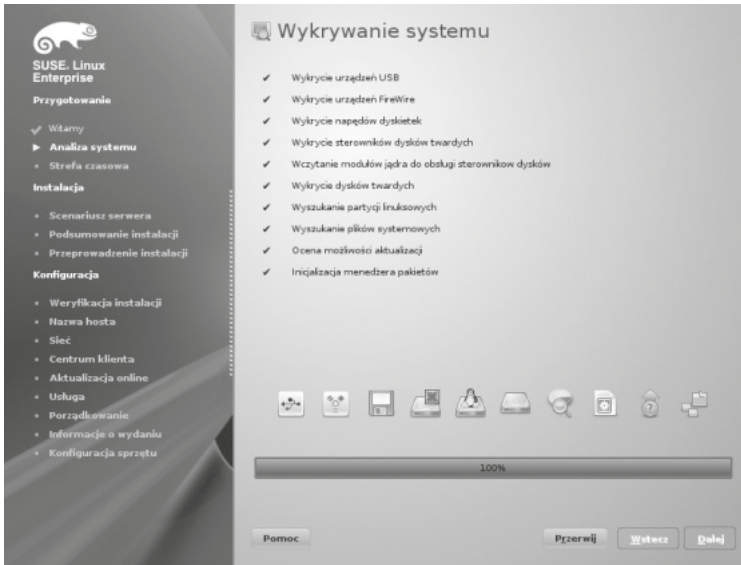 SUSE. Linux
Enterprise
Przygotowanie
Witamy
Analiza systemu
Strefa czasowa
Instalacja
Scenariusz serwera
Podsumowanie instalacji
Przeprowadzenie instalacji
Konfiguracja
Weryfikacja instalacji
Nazwa hosta
Sieć
Centrum klienta
Aktualizacja online
Usługa
Porządkowanie
Informacje o wydaniu
Konfiguracja sprzętu
Wykrywanie systemu
Wykrycie urządzeń USB
Wykrycie urządzeń FireWire
Wykrycie napędów dyskietek
Wykrycie sterowników dysków twardych
Wczytanie modułów jądra do obsługi sterownikow dysków
Wykrycie dysków twardych
Wyszukanie partycji linuksowych
Wyszukanie plików systemowych
Ocena możliwości aktualizacji
Inicjalizacja menedżera pakietów
100%
Pomoc
Przerwij
Wstecz
Dalej